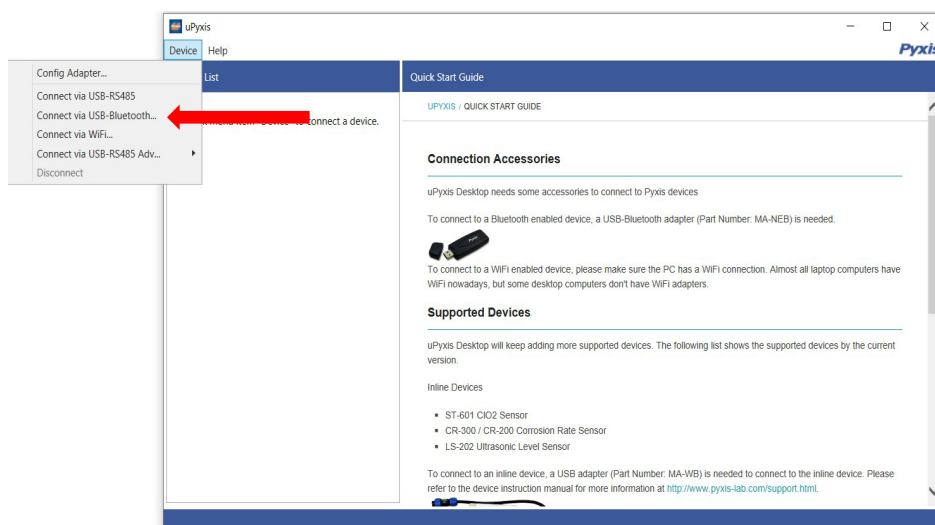 uPyxis
Device Help
Pyxis
Config Adapter...
Connect via USB-RS485
Connect via USB-Bluetooth...
Connect via WiFi...
Connect via USB-RS485 Adv...
Disconnect
List
connect a device.
Quick Start Guide
UPYXIS / QUICK START GUIDE
Connection Accessories
uPyxis Desktop needs some accessories to connect to Pyxis devices
To connect to a Bluetooth enabled device, a USB-Bluetooth adapter (Part Number: MA-NEB) is needed.
To connect to a WiFi enabled device, please make sure the PC has a WiFi connection. Almost all laptop computers have
WiFi nowadays, but some desktop computers don't have WiFi adapters.
Supported Devices
uPyxis Desktop will keep adding more supported devices. The following list shows the supported devices by the current
version.
Inline Devices
▪ ST-601 ClO2 Sensor
▪ CR-300 / CR-200 Corrosion Rate Sensor
▪ LS-202 Ultrasonic Level Sensor
To connect to an inline device, a USB adapter (Part Number: MA-WB) is needed to connect to the inline device. Please
refer to the device instruction manual for more information at http://www.pyxis-lab.com/support.html.